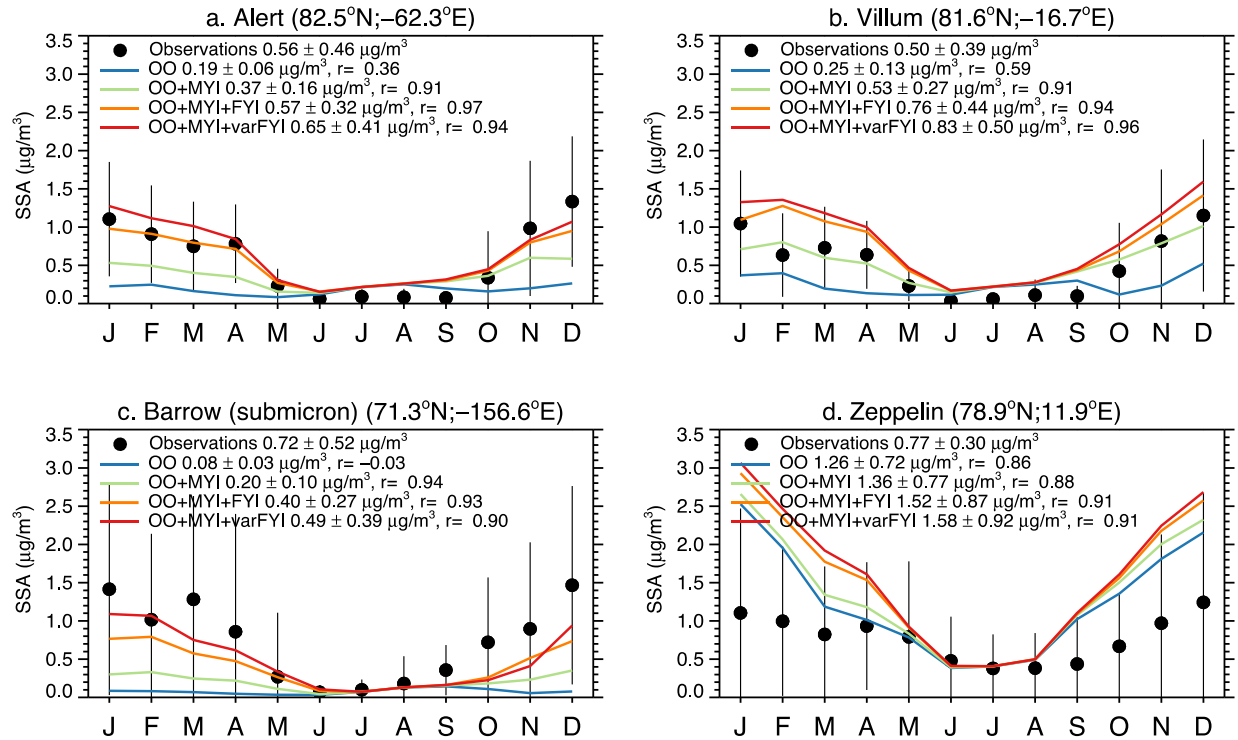 a. Alert (82.5°N;−62.3°E)
3.5
3.0
2.5
2.0
1.5
1.0
0.5
0.0
SSA (μg/m³)
Observations 0.56 ± 0.46 μg/m³
OO 0.19 ± 0.06 μg/m³, r= 0.36
OO+MYI 0.37 ± 0.16 μg/m³, r= 0.91
OO+MYI+FYI 0.57 ± 0.32 μg/m³, r= 0.97
OO+MYI+varFYI 0.65 ± 0.41 μg/m³, r= 0.94
J F M A M J J A S O N D
b. Villum (81.6°N;−16.7°E)
3.5
3.0
2.5
2.0
1.5
1.0
0.5
0.0
SSA (μg/m³)
Observations 0.50 ± 0.39 μg/m³
OO 0.25 ± 0.13 μg/m³, r= 0.59
OO+MYI 0.53 ± 0.27 μg/m³, r= 0.91
OO+MYI+FYI 0.76 ± 0.44 μg/m³, r= 0.94
OO+MYI+varFYI 0.83 ± 0.50 μg/m³, r= 0.96
J F M A M J J A S O N D
c. Barrow (submicron) (71.3°N;−156.6°E)
3.5
3.0
2.5
2.0
1.5
1.0
0.5
0.0
SSA (μg/m³)
Observations 0.72 ± 0.52 μg/m³
OO 0.08 ± 0.03 μg/m³, r= −0.03
OO+MYI 0.20 ± 0.10 μg/m³, r= 0.94
OO+MYI+FYI 0.40 ± 0.27 μg/m³, r= 0.93
OO+MYI+varFYI 0.49 ± 0.39 μg/m³, r= 0.90
J F M A M J J A S O N D
d. Zeppelin (78.9°N;11.9°E)
3.5
3.0
2.5
2.0
1.5
1.0
0.5
0.0
SSA (μg/m³)
Observations 0.77 ± 0.30 μg/m³
OO 1.26 ± 0.72 μg/m³, r= 0.86
OO+MYI 1.36 ± 0.77 μg/m³, r= 0.88
OO+MYI+FYI 1.52 ± 0.87 μg/m³, r= 0.91
OO+MYI+varFYI 1.58 ± 0.92 μg/m³, r= 0.91
J F M A M J J A S O N D